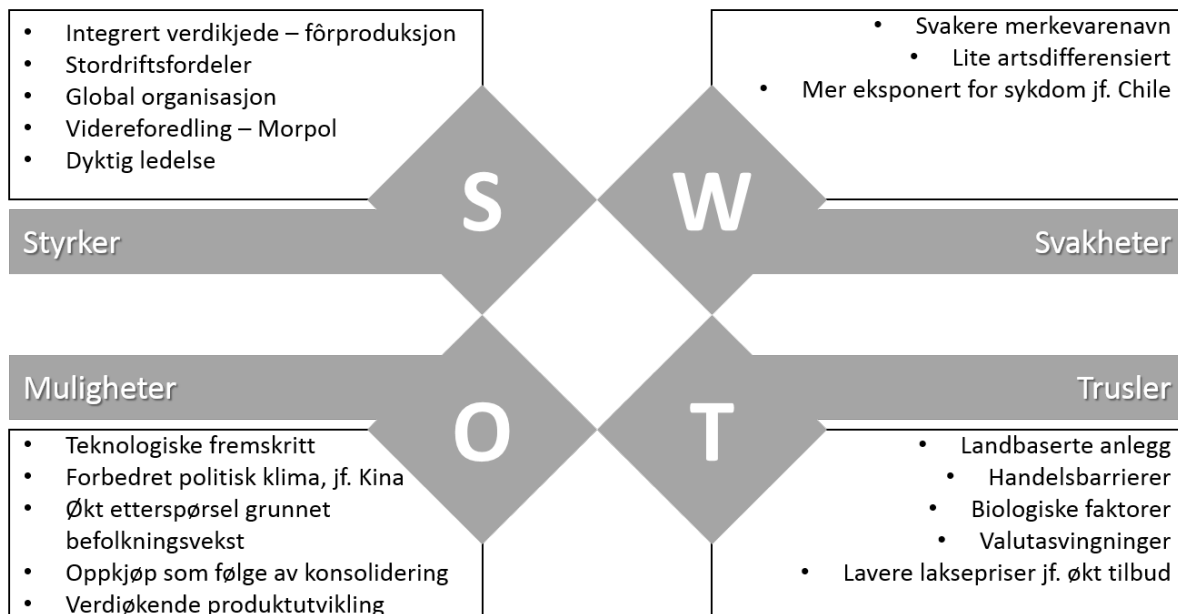 • Integrert verdikjede – fôrproduksjon
• Stordriftsfordeler
• Global organisasjon
• Videreforedling – Morpol
• Dyktig ledelse
S
Styrker
• Svakere merkevarenavn
• Lite artsdifferensiert
• Mer eksponert for sykdom jf. Chile
W
Svakheter
Muligheter
O
• Teknologiske fremskritt
• Forbedret politisk klima, jf. Kina
• Økt etterspørsel grunnet
befolkningsvekst
• Oppkjøp som følge av konsolidering
• Verdiøkende produktutvikling
Trusler
T
• Landbaserte anlegg
• Handelsbarrierer
• Biologiske faktorer
• Valutasvingninger
• Lavere laksepriser jf. økt tilbud